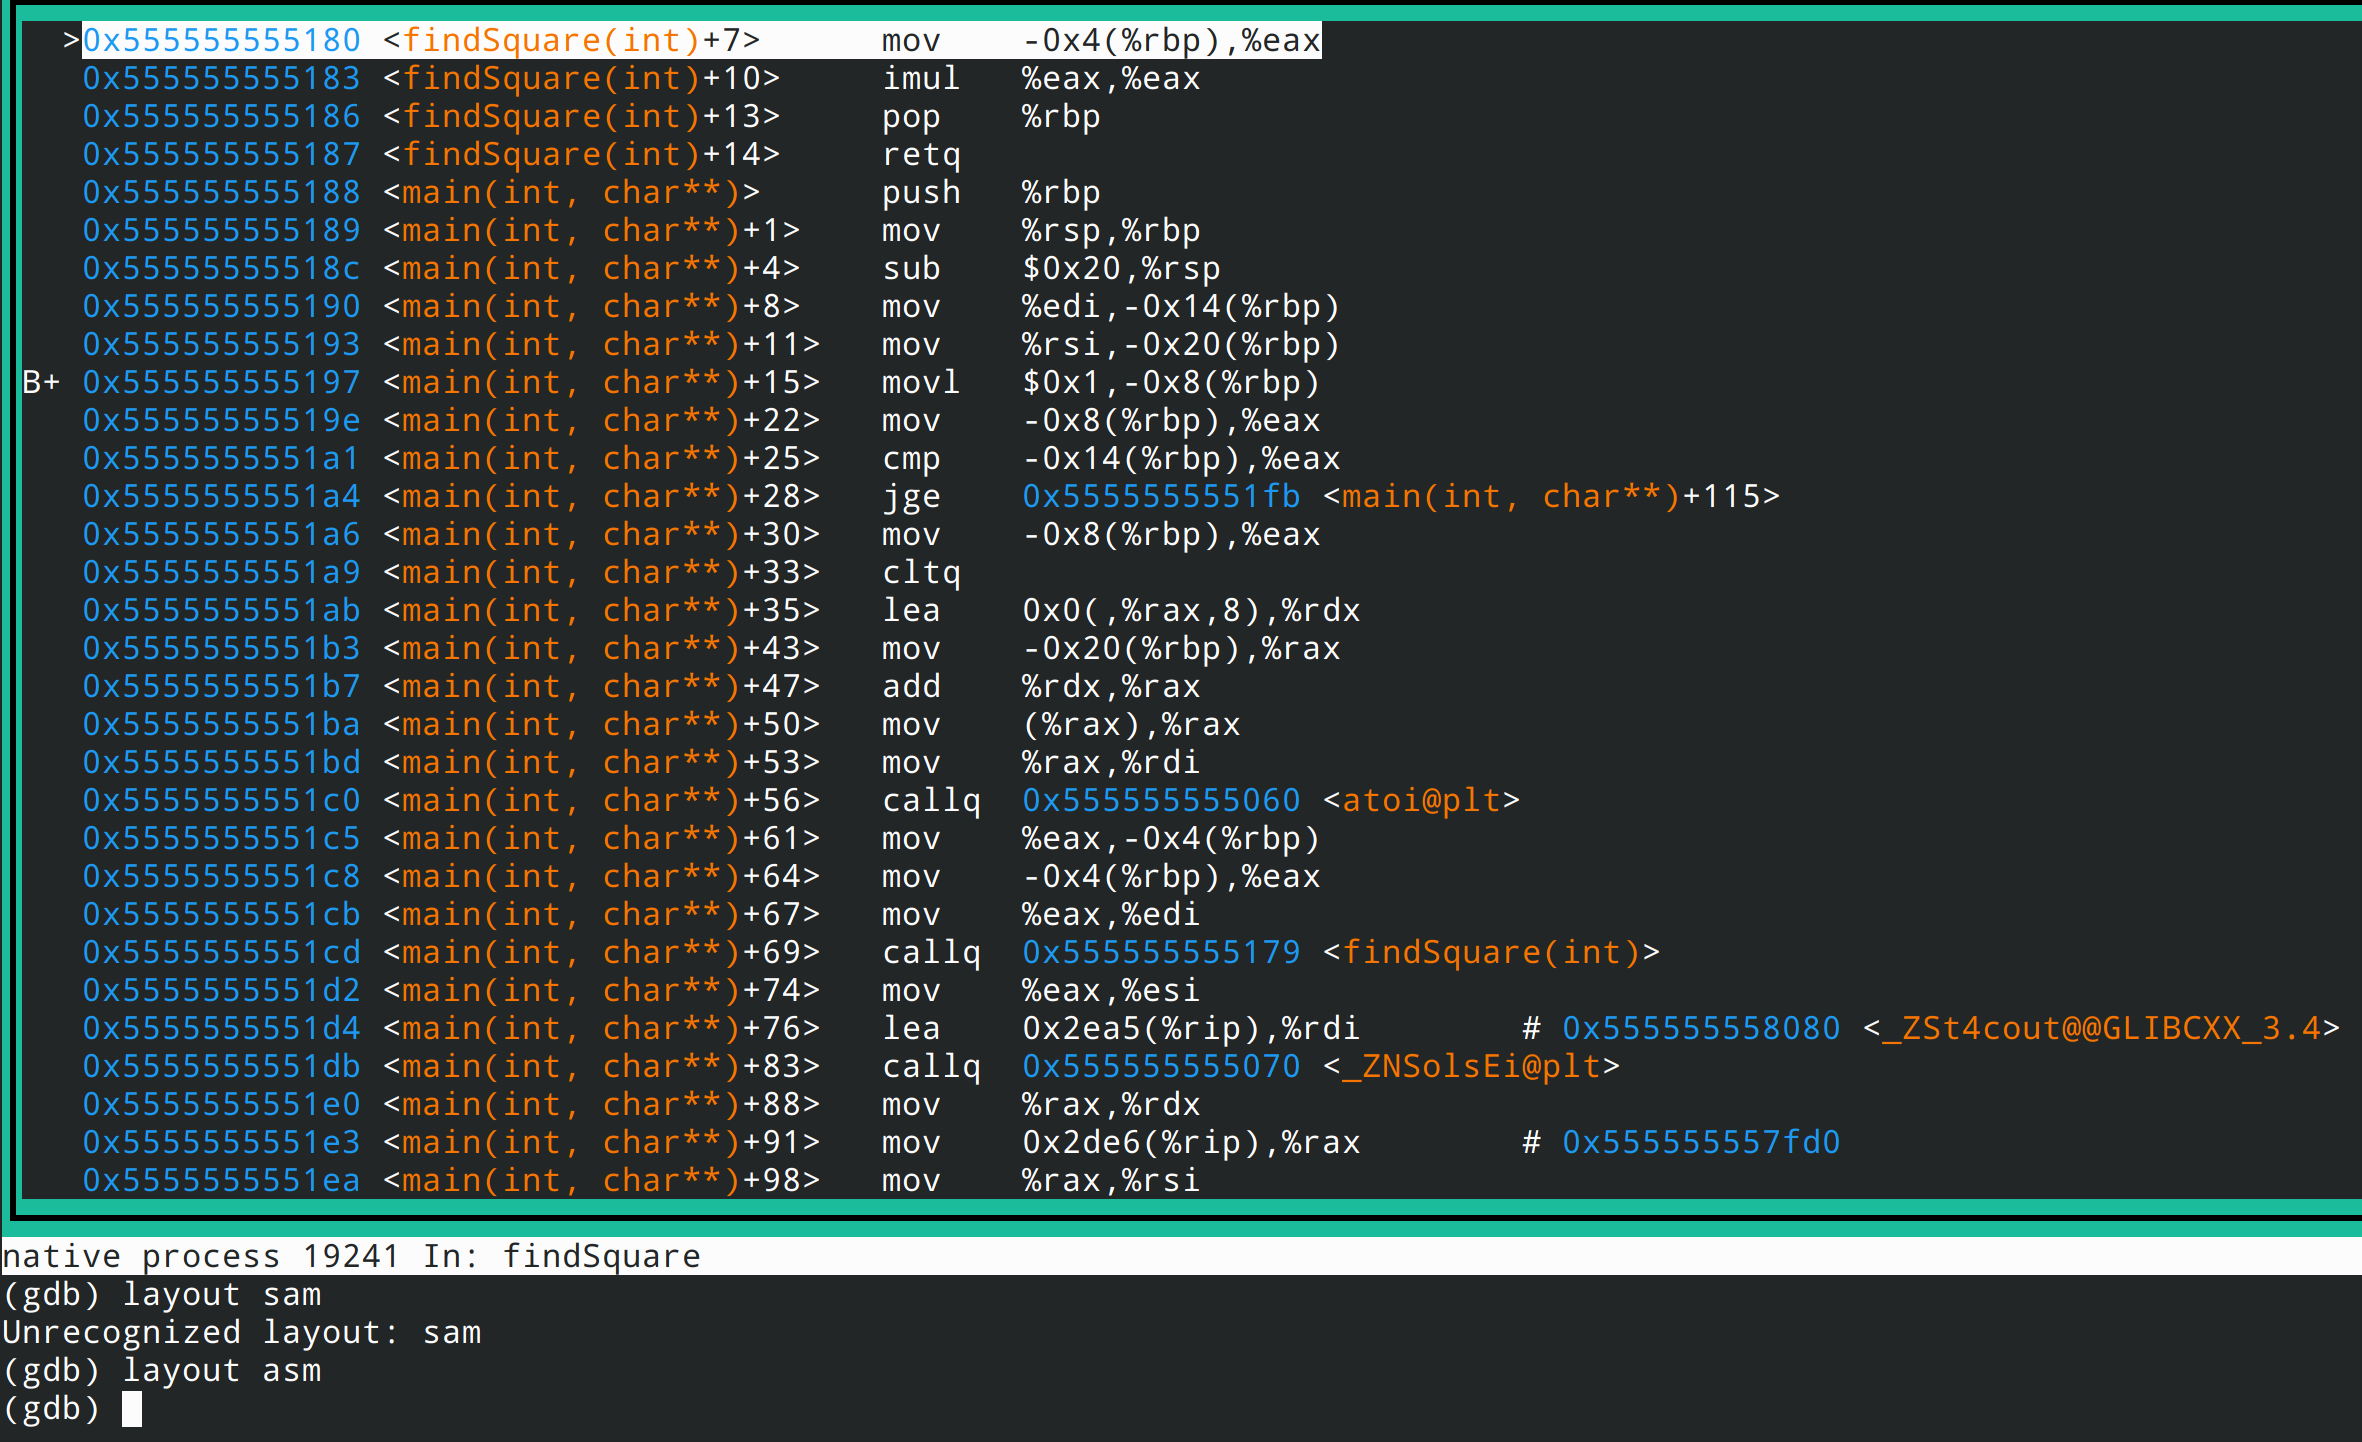 >0x555555555180 <findSquare(int)+7>      mov    -0x4(%rbp),%eax
0x555555555183 <findSquare(int)+10>     imul   %eax,%eax
0x555555555186 <findSquare(int)+13>     pop    %rbp
0x555555555187 <findSquare(int)+14>     retq
0x555555555188 <main(int, char**)>      push   %rbp
0x555555555189 <main(int, char**)+1>    mov    %rsp,%rbp
0x55555555518c <main(int, char**)+4>    sub    $0x20,%rsp
0x555555555190 <main(int, char**)+8>    mov    %edi,-0x14(%rbp)
0x555555555193 <main(int, char**)+11>   mov    %rsi,-0x20(%rbp)
B+ 0x555555555197 <main(int, char**)+15>   movl   $0x1,-0x8(%rbp)
0x55555555519e <main(int, char**)+22>   mov    -0x8(%rbp),%eax
0x5555555551a1 <main(int, char**)+25>   cmp    -0x14(%rbp),%eax
0x5555555551a4 <main(int, char**)+28>   jge    0x5555555551fb <main(int, char**)+115>
0x5555555551a6 <main(int, char**)+30>   mov    -0x8(%rbp),%eax
0x5555555551a9 <main(int, char**)+33>   cltq
0x5555555551ab <main(int, char**)+35>   lea    0x0(,%rax,8),%rdx
0x5555555551b3 <main(int, char**)+43>   mov    -0x20(%rbp),%rax
0x5555555551b7 <main(int, char**)+47>   add    %rdx,%rax
0x5555555551ba <main(int, char**)+50>   mov    (%rax),%rax
0x5555555551bd <main(int, char**)+53>   mov    %rax,%rdi
0x5555555551c0 <main(int, char**)+56>   callq  0x555555555060 <atoi@plt>
0x5555555551c5 <main(int, char**)+61>   mov    %eax,-0x4(%rbp)
0x5555555551c8 <main(int, char**)+64>   mov    -0x4(%rbp),%eax
0x5555555551cb <main(int, char**)+67>   mov    %eax,%edi
0x5555555551cd <main(int, char**)+69>   callq  0x555555555179 <findSquare(int)>
0x5555555551d2 <main(int, char**)+74>   mov    %eax,%esi
0x5555555551d4 <main(int, char**)+76>   lea    0x2ea5(%rip),%rdi        # 0x555555558080 <_ZSt4cout@@GLIBCXX_3.4>
0x5555555551db <main(int, char**)+83>   callq  0x555555555070 <_ZNSolsEi@plt>
0x5555555551e0 <main(int, char**)+88>   mov    %rax,%rdx
0x5555555551e3 <main(int, char**)+91>   mov    0x2de6(%rip),%rax        # 0x555555557fd0
0x5555555551ea <main(int, char**)+98>   mov    %rax,%rsi
native process 19241 In: findSquare
(gdb) layout sam
Unrecognized layout: sam
(gdb) layout asm
(gdb)